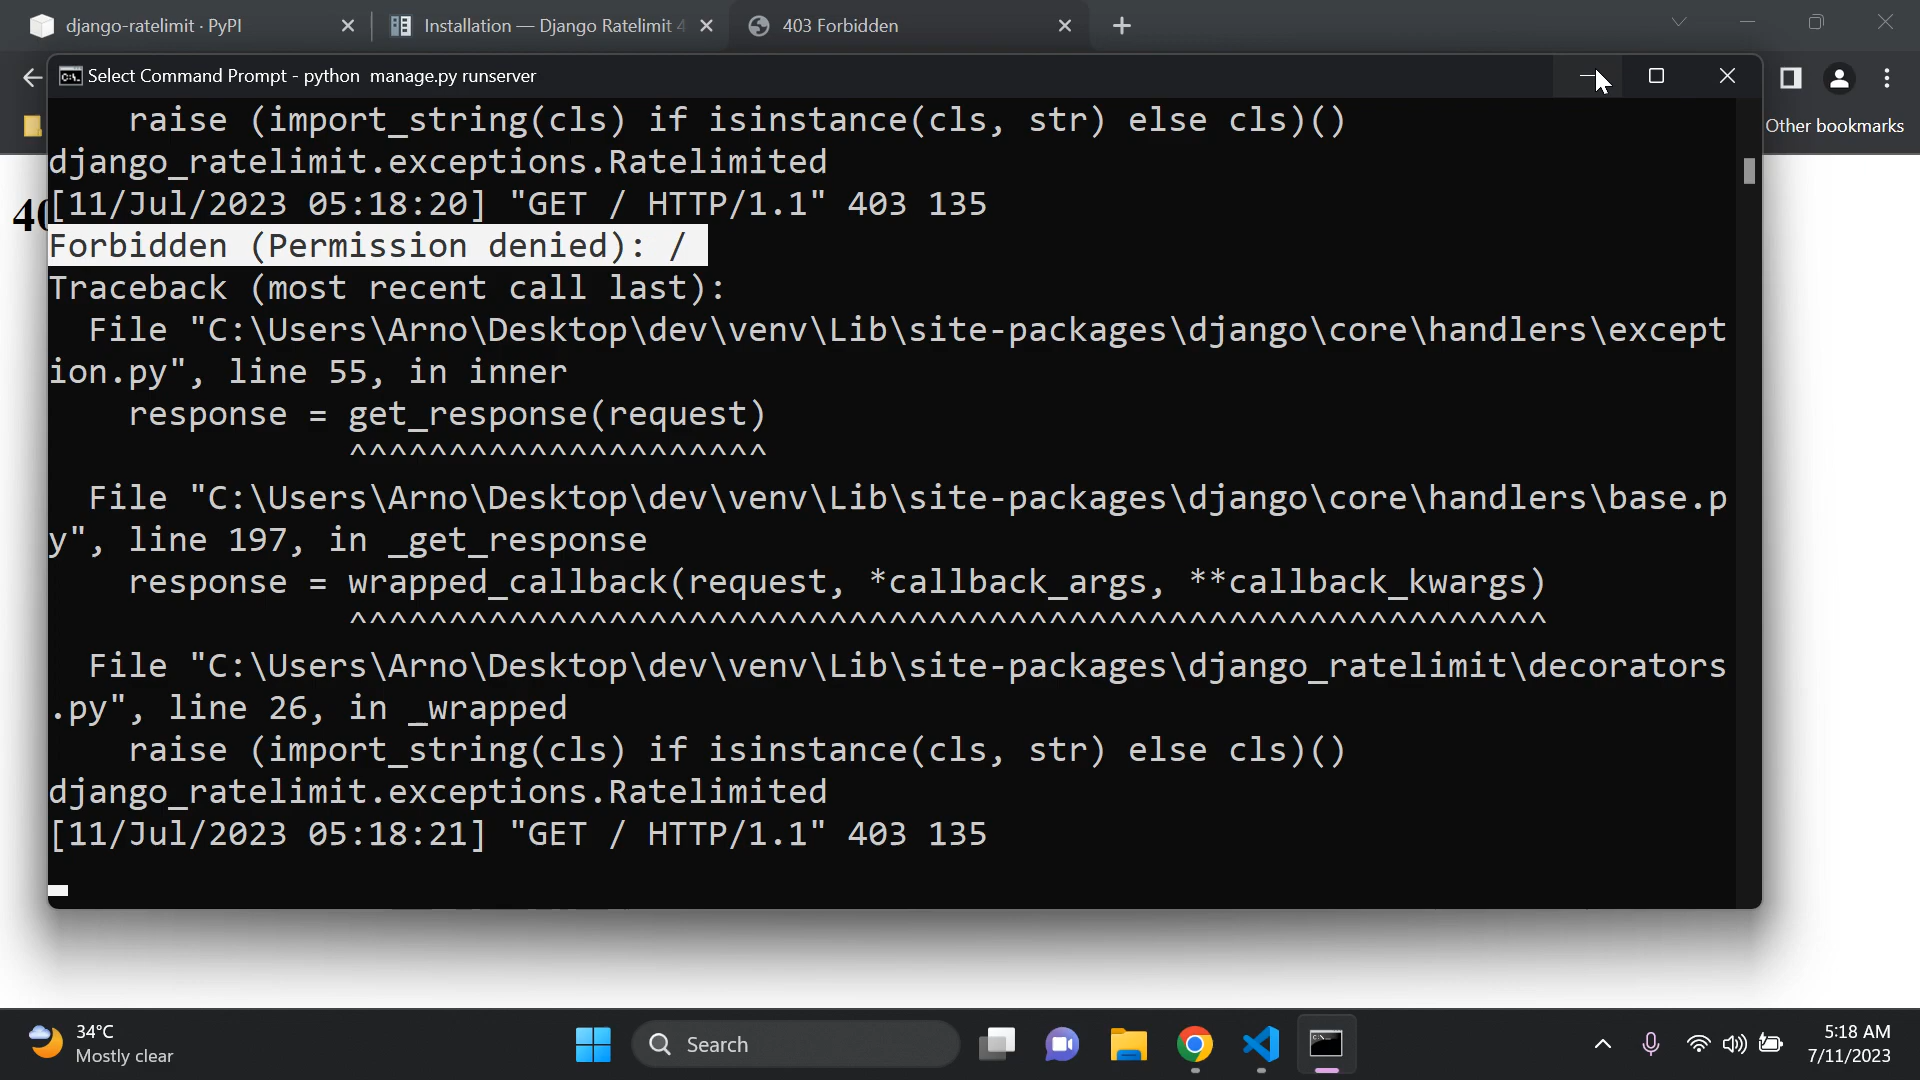 django-ratelimit · PyPI
Installation — Django Ratelimit 4
403 Forbidden
Select Command Prompt - python manage.py runserver
Other bookmarks
40
raise (import_string(cls) if isinstance(cls, str) else cls)()
django_ratelimit.exceptions.Ratelimited
[11/Jul/2023 05:18:20] "GET / HTTP/1.1" 403 135
Forbidden (Permission denied): /
Traceback (most recent call last):
File "C:\Users\Arno\Desktop\dev\venv\Lib\site-packages\django\core\handlers\except
ion.py", line 55, in inner
response = get_response(request)
^^^^^^^^^^^^^^^^^^^^^
File "C:\Users\Arno\Desktop\dev\venv\Lib\site-packages\django\core\handlers\base.p
y", line 197, in _get_response
response = wrapped_callback(request, *callback_args, **callback_kwargs)
^^^^^^^^^^^^^^^^^^^^^^^^^^^^^^^^^^^^^^^^^^^^^^^^^^^^^^^^^^^^
File "C:\Users\Arno\Desktop\dev\venv\Lib\site-packages\django_ratelimit\decorators
.py", line 26, in _wrapped
raise (import_string(cls) if isinstance(cls, str) else cls)()
django_ratelimit.exceptions.Ratelimited
[11/Jul/2023 05:18:21] "GET / HTTP/1.1" 403 135
34°C
Mostly clear
Search
5:18 AM
7/11/2023